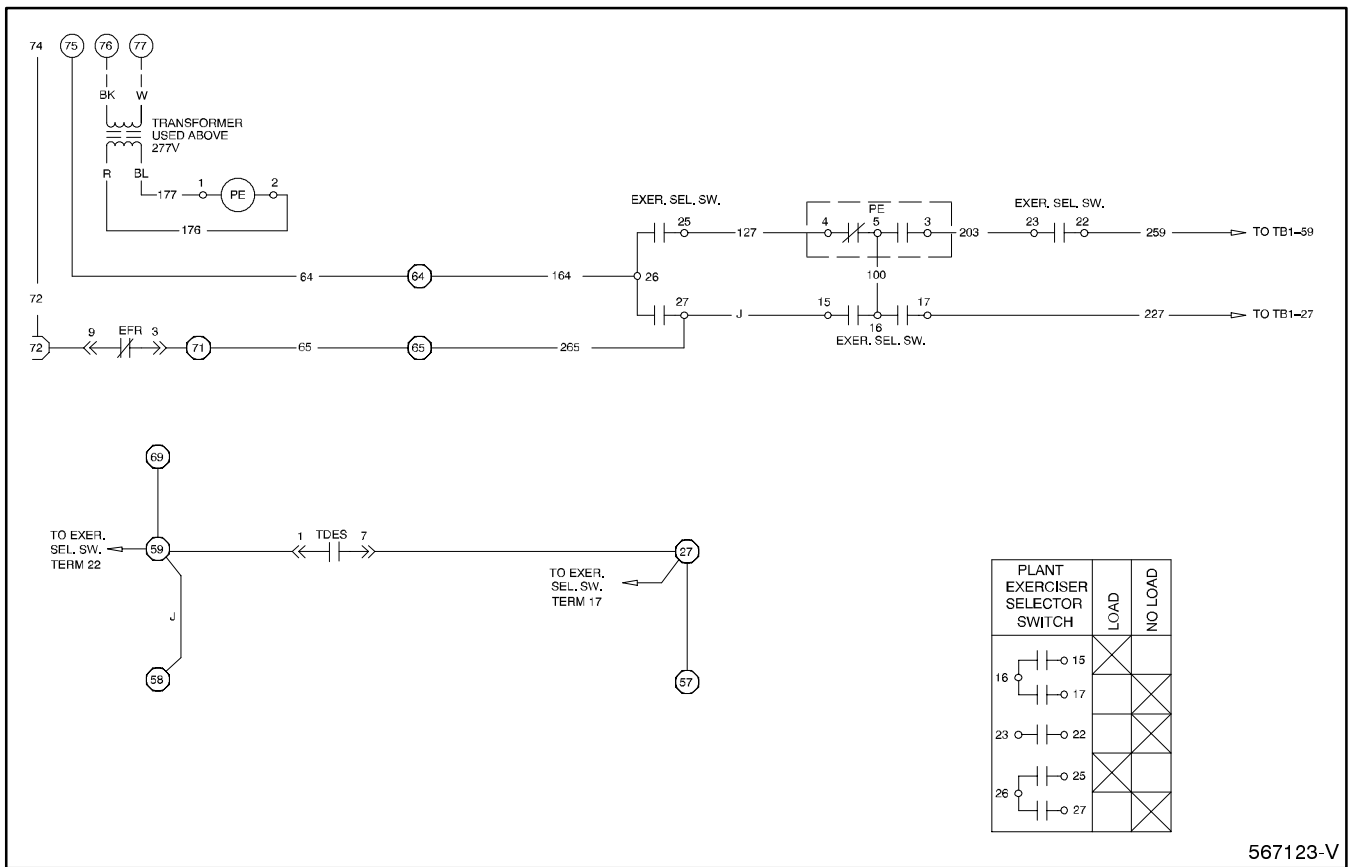 74 75 76 77
BK W
TRANSFORMER
USED ABOVE
277V
R BL
177 1 PE 2
176
EXER. SEL. SW.
25 127
PE
4 5 3
203
EXER. SEL. SW.
23 22
259 TO TB1–59
64 64 164 26
100
72
27 J 15 16 17
227 TO TB1–27
EXER. SEL. SW.
72 9 EFR 3 71 65 65 265
69
TO EXER.
SEL. SW.
TERM 22
59 1 TDES 7 27
TO EXER.
SEL. SW.
TERM 17
J
58 57
PLANT
EXERCISER
SELECTOR
SWITCH
LOAD
NO LOAD
15
16
17
23 22
25
26
27
567123-V